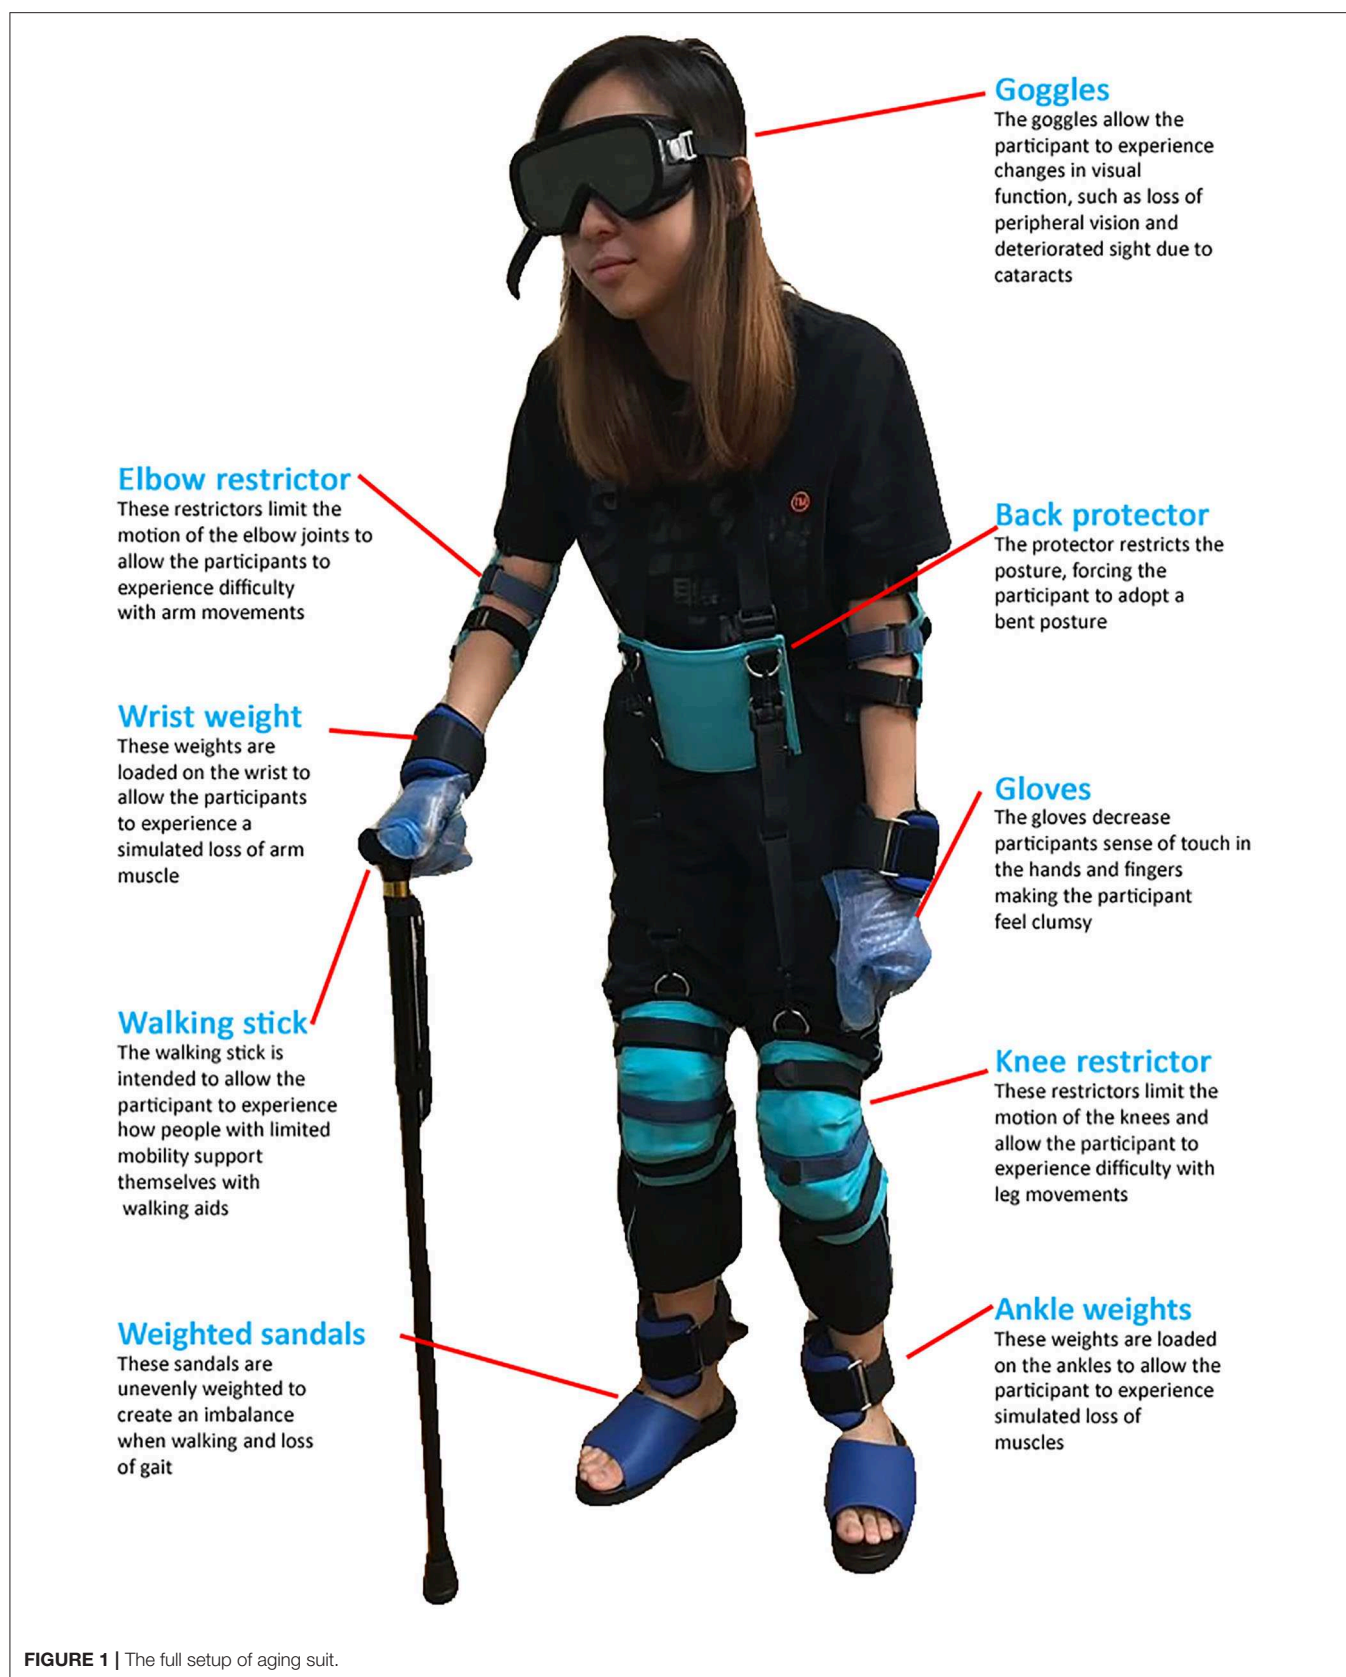 Goggles
The goggles allow the
participant to experience
changes in visual
function, such as loss of
peripheral vision and
deteriorated sight due to
cataracts
Elbow restrictor
These restrictors limit the
motion of the elbow joints to
allow the participants to
experience difficulty
with arm movements
Back protector
The protector restricts the
posture, forcing the
participant to adopt a
bent posture
Wrist weight
These weights are
loaded on the wrist to
allow the participants
to experience a
simulated loss of arm
muscle
Gloves
The gloves decrease
participants sense of touch in
the hands and fingers
making the participant
feel clumsy
Walking stick
The walking stick is
intended to allow the
participant to experience
how people with limited
mobility support
themselves with
walking aids
Knee restrictor
These restrictors limit the
motion of the knees and
allow the participant to
experience difficulty with
leg movements
Weighted sandals
These sandals are
unevenly weighted to
create an imbalance
when walking and loss
of gait
Ankle weights
These weights are loaded
on the ankles to allow the
participant to experience
simulated loss of
muscles
TM
FIGURE 1 | The full setup of aging suit.